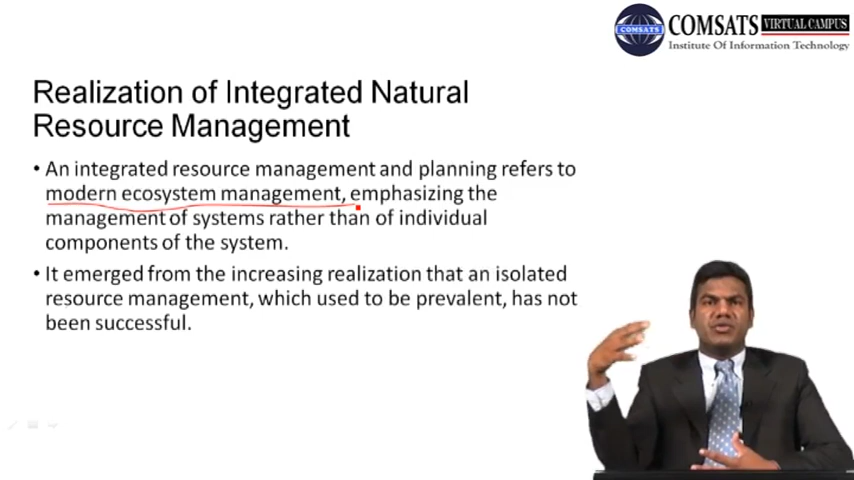 COMSATS VIRTUAL CAMPUS
COMSATS
Institute Of Information Technology
Realization of Integrated Natural
Resource Management
• An integrated resource management and planning refers to
modern ecosystem management, emphasizing the
management of systems rather than of individual
components of the system.
• It emerged from the increasing realization that an isolated
resource management, which used to be prevalent, has not
been successful.